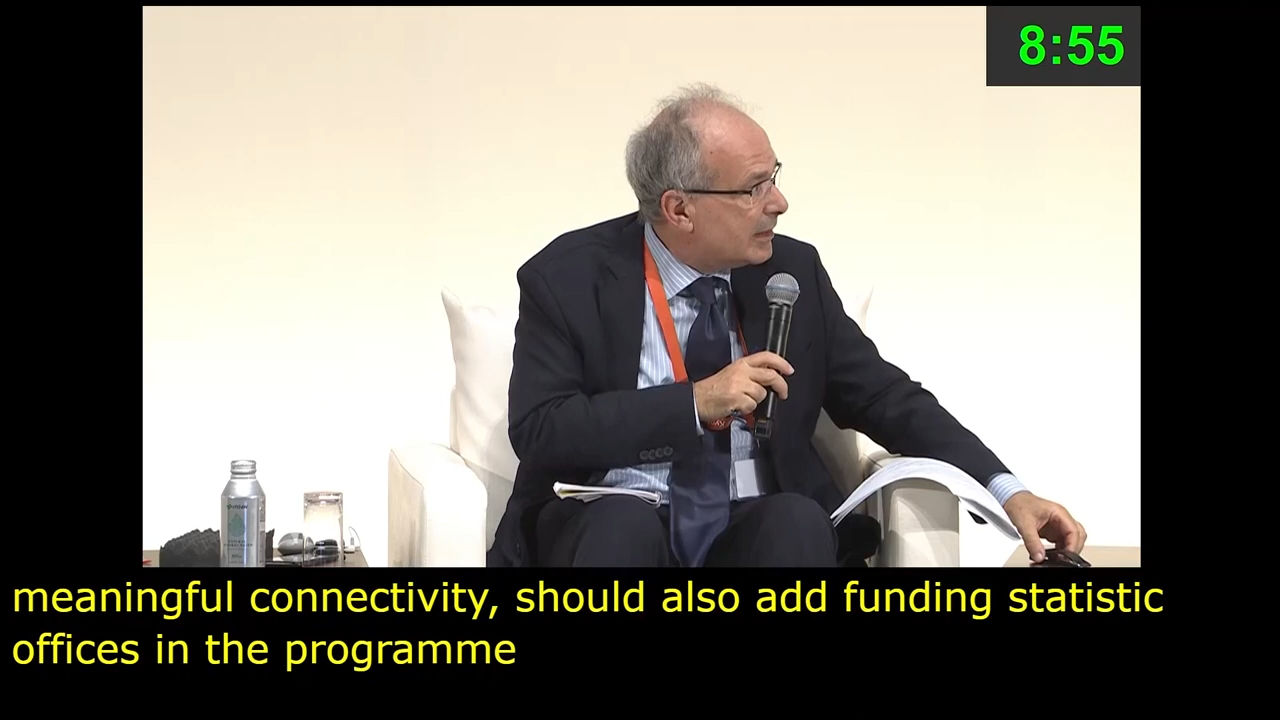 8:55
meaningful connectivity, should also add funding statistic
offices in the programme